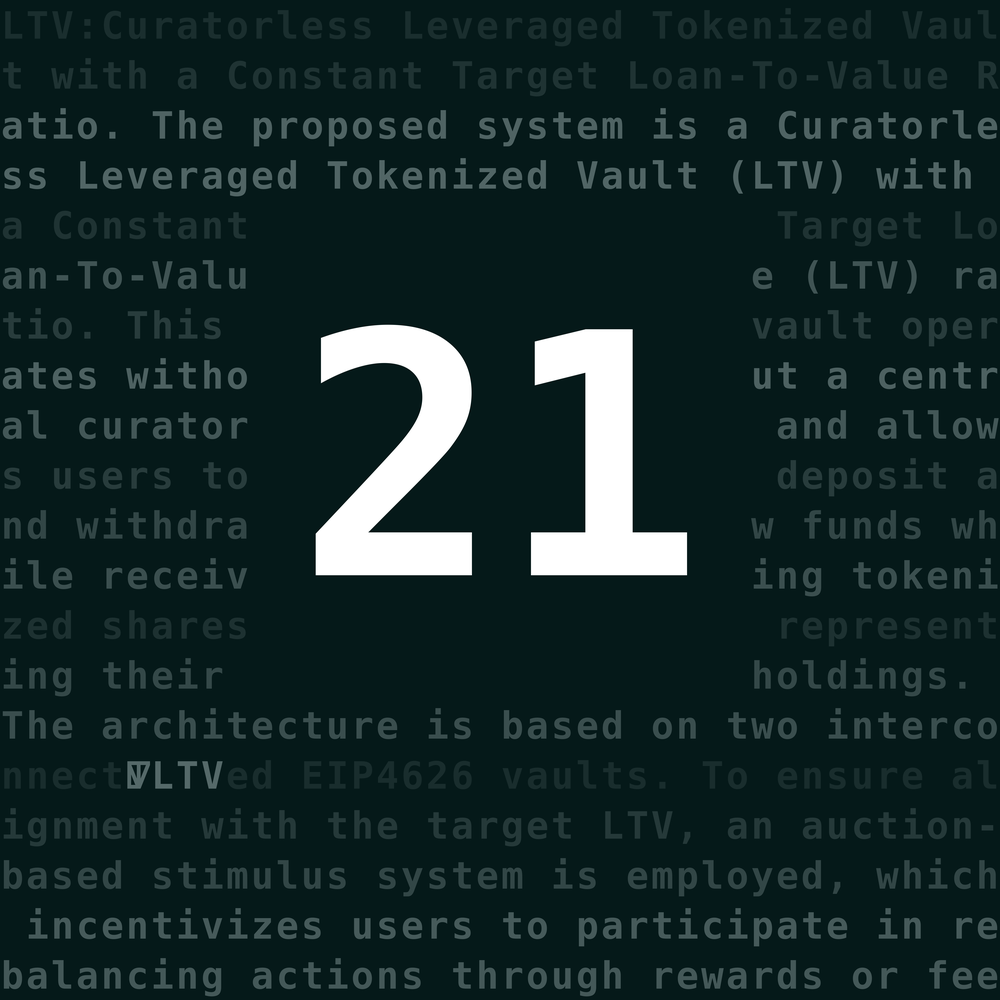 LTV:Curatorless Leveraged Tokenized Vaul
t with a Constant Target Loan-To-Value R
atio. The proposed system is a Curatorle
ss Leveraged Tokenized Vault (LTV) with
a Constant Target Lo
an-To-Valu e (LTV) ra
tio. This vault oper
ates witho ut a centr
al curator and allow
21
s users to deposit a
nd withdra w funds wh
ile receiv ing tokeni
zed shares represent
ing their holdings.
The architecture is based on two interco
nnect LTVed EIP4626 vaults. To ensure al
ignment with the target LTV, an auction-
based stimulus system is employed, which
incentivizes users to participate in re
balancing actions through rewards or fee